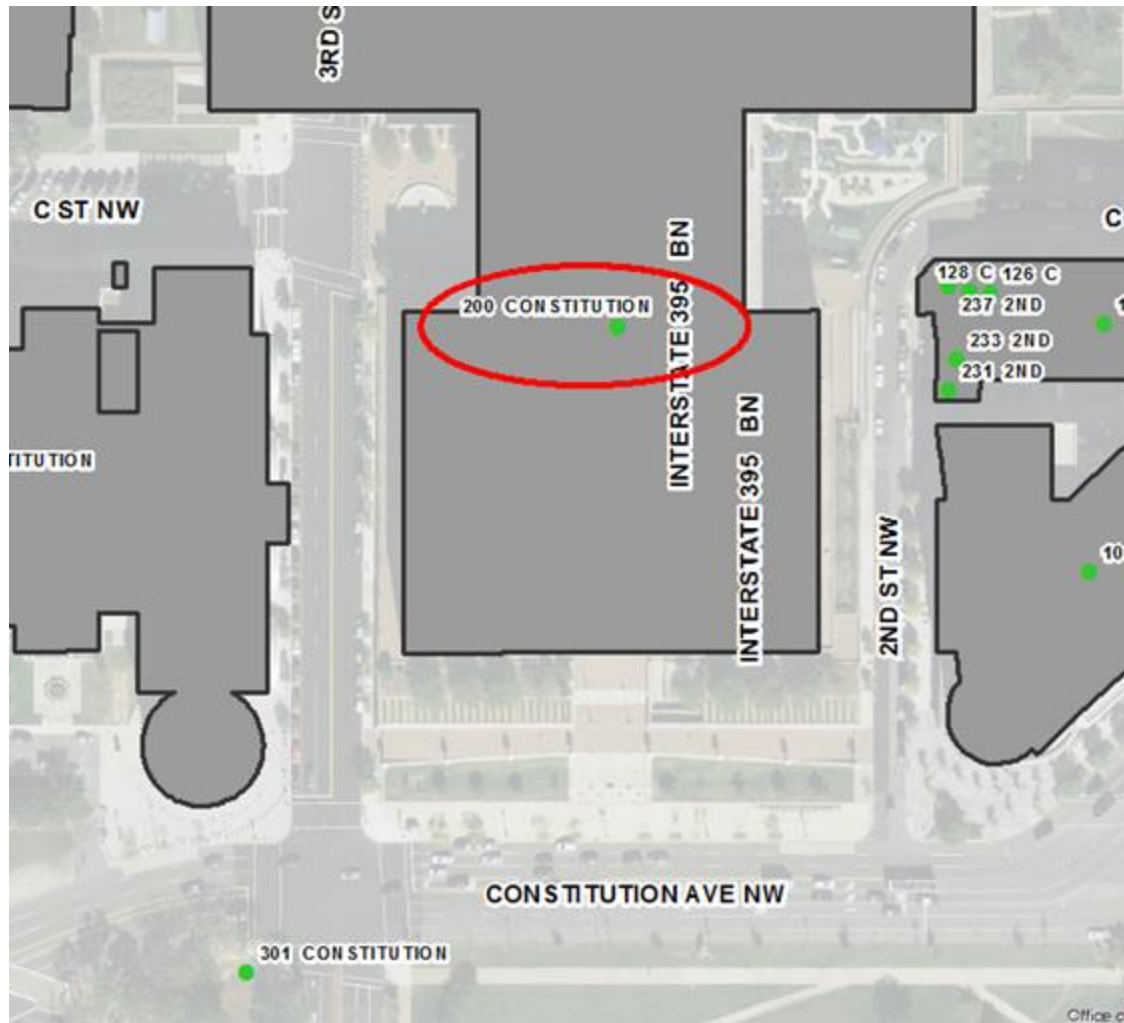 3RD S
C ST NW
C
INTERSTATE 395 BN
128 C 126 C
200 CONSTITUTION
237 2ND
1
233 2ND
231 2ND
INTERSTATE 395 BN
TITUTION
2ND ST NW
10
CONSTITUTION AVE NW
301 CONSTITUTION
Office o